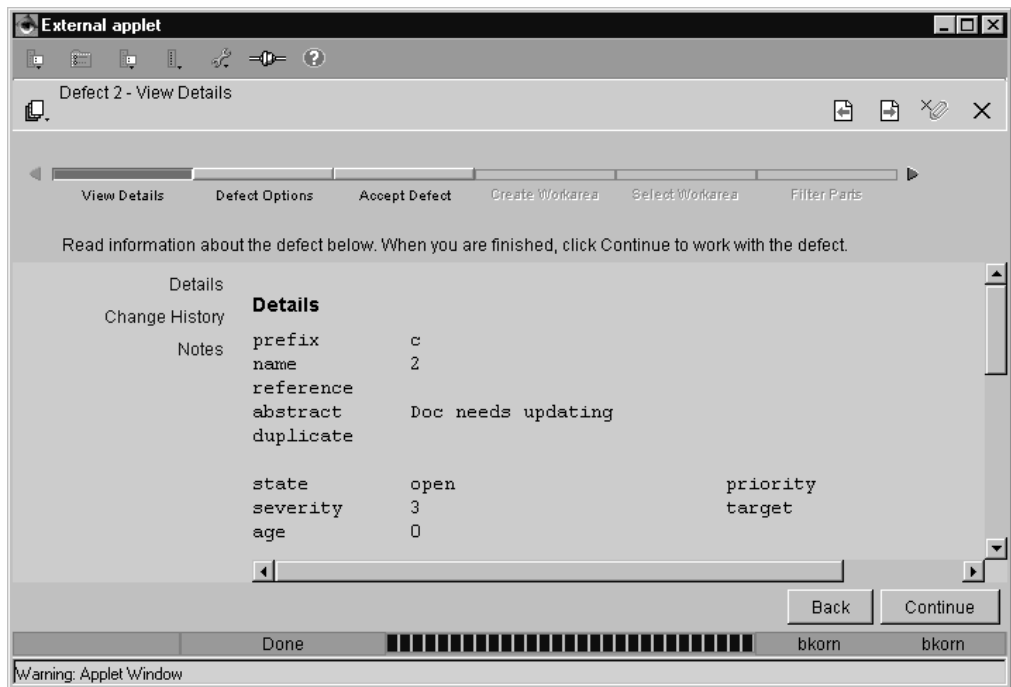 External applet
Defect 2 - View Details
View Details Defect Options Accept Defect Create Workarea Select Workarea Filter Parts
Read information about the defect below. When you are finished, click Continue to work with the defect.
Details
Change History
Notes
Details
prefix c
name 2
reference
abstract Doc needs updating
duplicate
state open priority
severity 3 target
age 0
Back Continue
Done bkorn bkorn
Warning: Applet Window